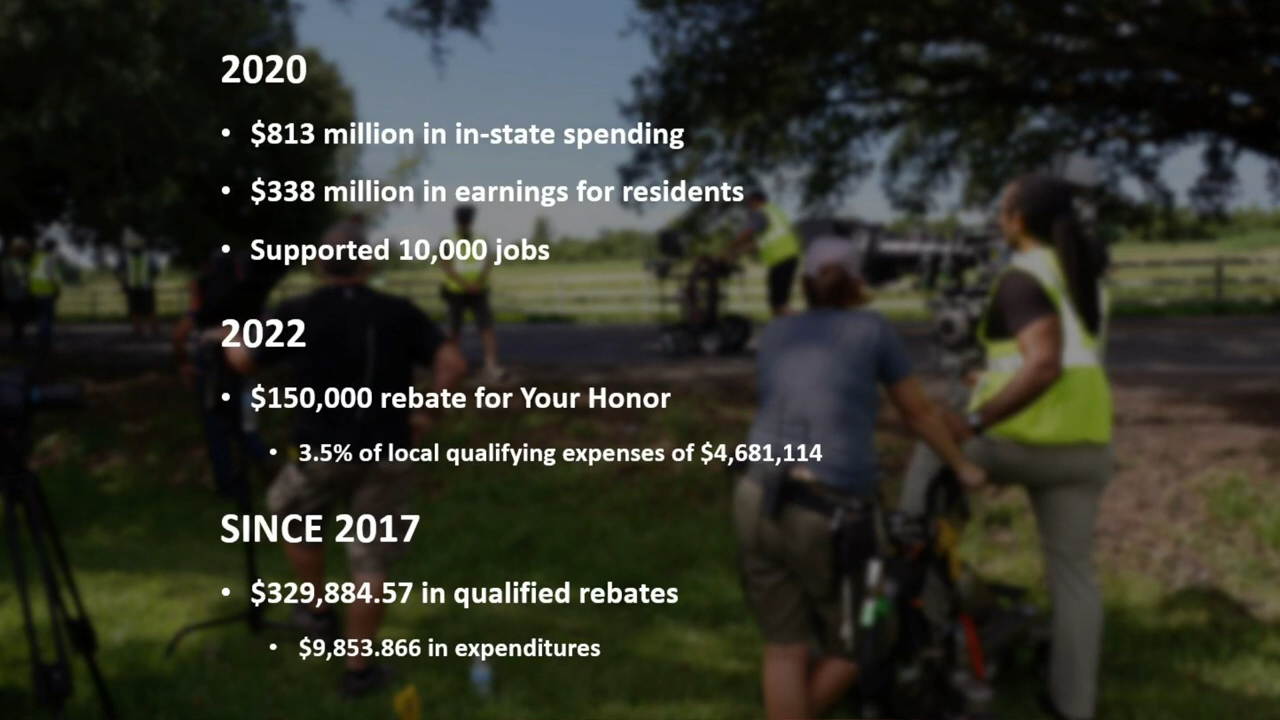 2020
• $813 million in in-state spending
• $338 million in earnings for residents
• Supported 10,000 jobs
2022
• $150,000 rebate for Your Honor
• 3.5% of local qualifying expenses of $4,681,114
SINCE 2017
• $329,884.57 in qualified rebates
• $9,853.866 in expenditures